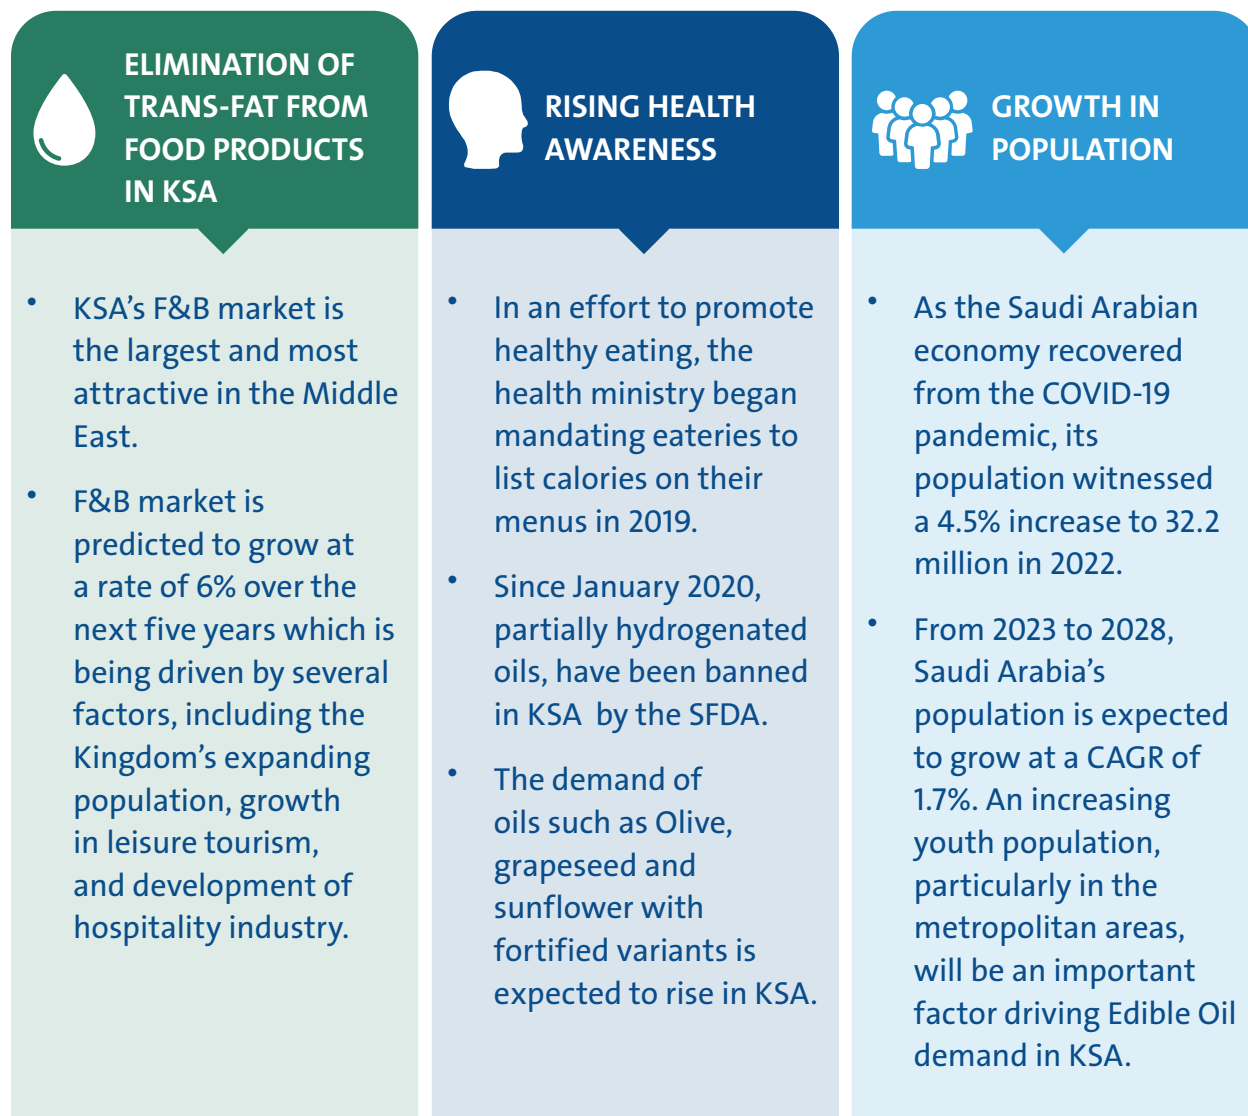 ELIMINATION OF
TRANS-FAT FROM
FOOD PRODUCTS
IN KSA
• KSA's F&B market is
the largest and most
attractive in the Middle
East.
• F&B market is
predicted to grow at
a rate of 6% over the
next five years which is
being driven by several
factors, including the
Kingdom's expanding
population, growth
in leisure tourism,
and development of
hospitality industry.
RISING HEALTH
AWARENESS
• In an effort to promote
healthy eating, the
health ministry began
mandating eateries to
list calories on their
menus in 2019.
• Since January 2020,
partially hydrogenated
oils, have been banned
in KSA  by the SFDA.
• The demand of
oils such as Olive,
grapeseed and
sunflower with
fortified variants is
expected to rise in KSA.
GROWTH IN
POPULATION
• As the Saudi Arabian
economy recovered
from the COVID-19
pandemic, its
population witnessed
a 4.5% increase to 32.2
million in 2022.
• From 2023 to 2028,
Saudi Arabia's
population is expected
to grow at a CAGR of
1.7%. An increasing
youth population,
particularly in the
metropolitan areas,
will be an important
factor driving Edible Oil
demand in KSA.